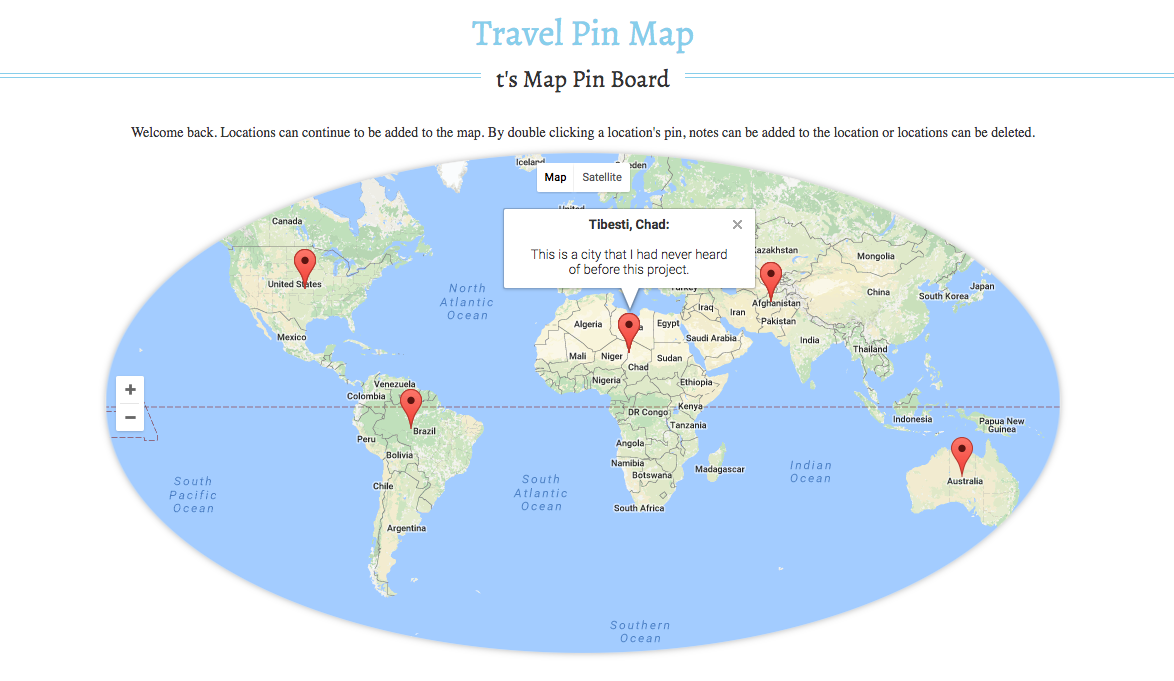 Travel Pin Map
t's Map Pin Board
Welcome back. Locations can continue to be added to the map. By double clicking a location's pin, notes can be added to the location or locations can be deleted.
Iceland
Map Satellite
Canada
Tibesti, Chad:
This is a city that I had never heard
of before this project.
Mongolia
United States
China
Japan
South Korea
North
Atlantic
Ocean
Afghanistan
Iraq
Iran
Pakistan
Algeria
Egypt
Saudi Arabia
India
Mexico
Thailand
Mali
Niger
Chad
Sudan
Nigeria
Ethiopia
Venezuela
Colombia
+
−
DR Congo
Kenya
Tanzania
Indonesia
Papua New
Guinea
Brazil
Peru
Bolivia
Angola
Namibia
Botswana
Madagascar
Indian
Ocean
Australia
South
Pacific
Ocean
Chile
South
Atlantic
Ocean
South Africa
Argentina
Southern
Ocean